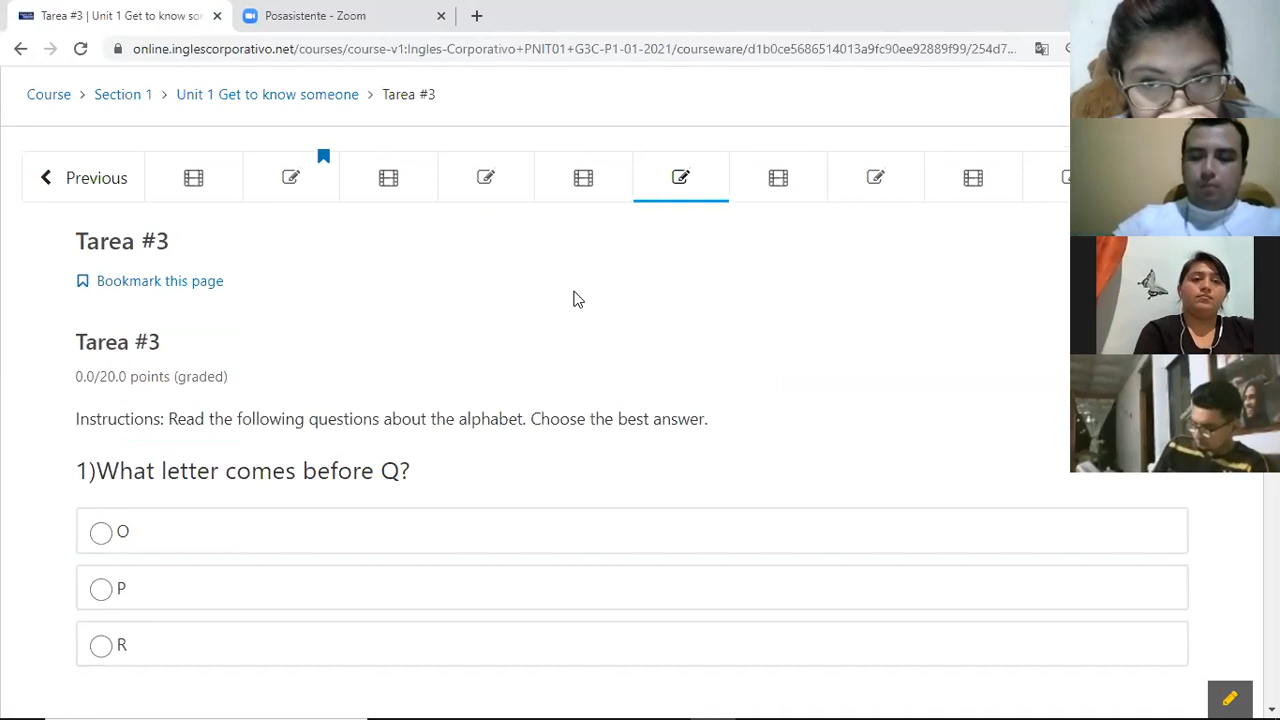 Tarea #3 | Unit 1 Get to know so
Posasistente - Zoom
online.inglescorporativo.net/courses/course-v1:Ingles-Corporativo+PNIT01+G3C-P1-01-2021/courseware/d1b0ce5686514013a9fc90ee92889f99/254d7...
Course > Section 1 > Unit 1 Get to know someone > Tarea #3
Previous
Tarea #3
Bookmark this page
Tarea #3
0.0/20.0 points (graded)
Instructions: Read the following questions about the alphabet. Choose the best answer.
1)What letter comes before Q?
O
P
R